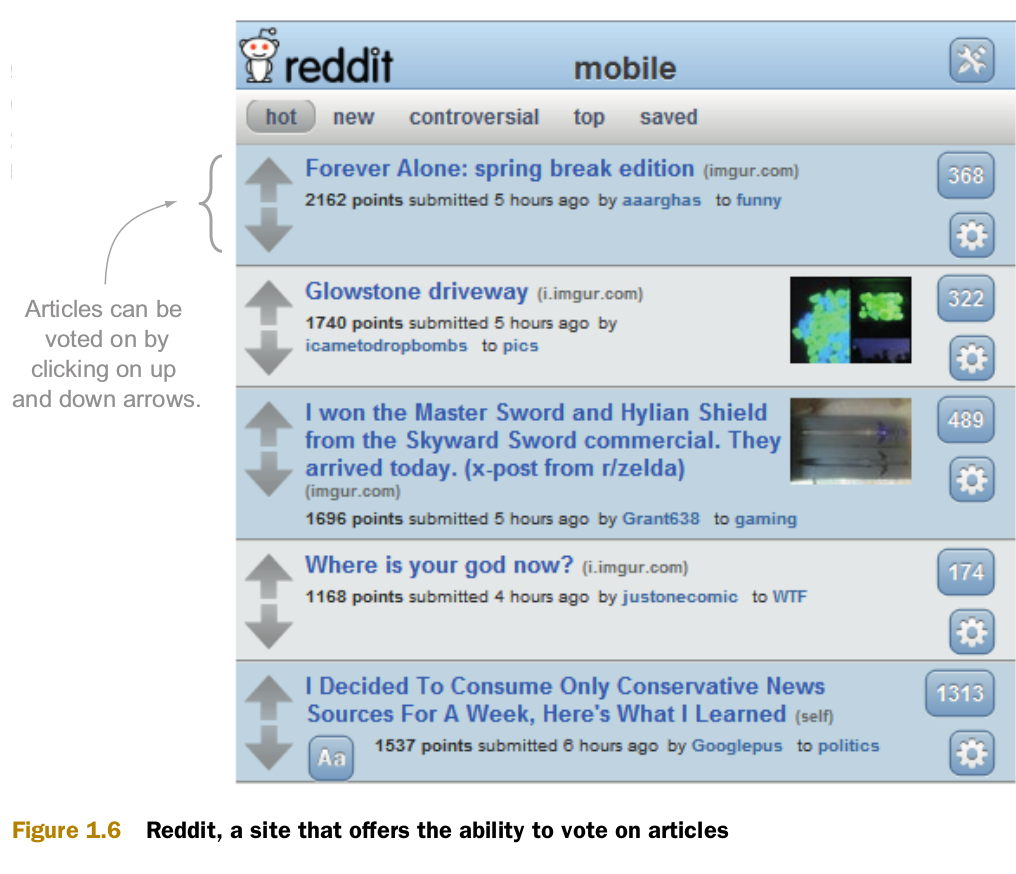 reddit mobile
hot new controversial top saved
Forever Alone: spring break edition (imgur.com)
2162 points submitted 5 hours ago by aaarghas to funny
368
Glowstone driveway (i.imgur.com)
1740 points submitted 5 hours ago by
icametodropbombs to pics
322
I won the Master Sword and Hylian Shield
from the Skyward Sword commercial. They
arrived today. (x-post from r/zelda)
(imgur.com)
1696 points submitted 5 hours ago by Grant638 to gaming
489
Where is your god now? (i.imgur.com)
1168 points submitted 4 hours ago by justonecomic to WTF
174
I Decided To Consume Only Conservative News
Sources For A Week, Here's What I Learned (self)
Aa 1537 points submitted 6 hours ago by Googlepus to politics
1313
Articles can be
voted on by
clicking on up
and down arrows.
Figure 1.6 Reddit, a site that offers the ability to vote on articles